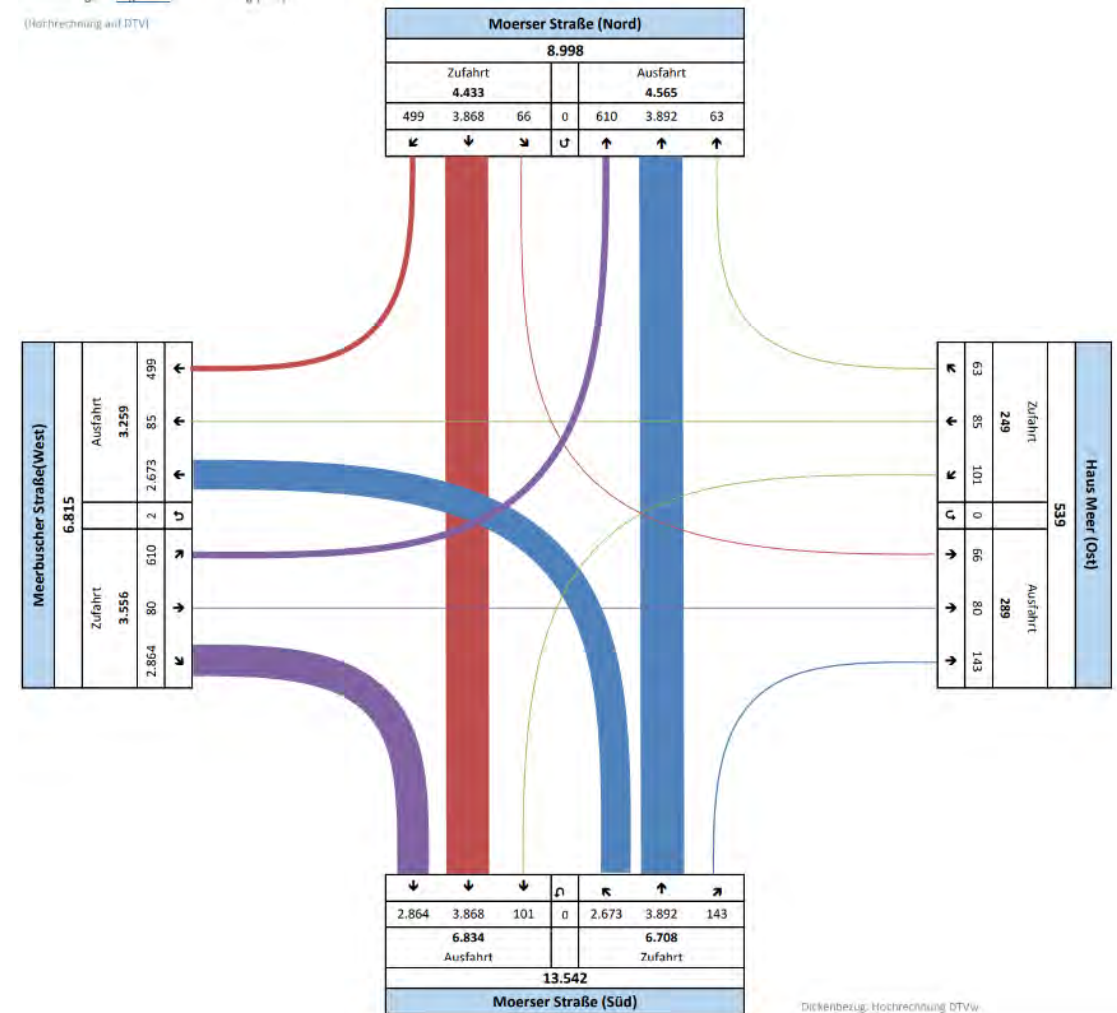 (Hochrechnung auf DTV)
Moerser Straße (Nord)
8.998
Zufahrt Ausfahrt
4.433 4.565
499 3.868 66 0 610 3.892 63
↙ ↓ ↘ ↺ ↑ ↑ ↑
Meerbuscher Straße(West)
6.815
Ausfahrt
3.259
499 ←
85 ←
2.673 ←
2 ↺
Zufahrt
3.556
610 ↗
80 →
2.864 ↘
Haus Meer (Ost)
539
Zufahrt
249
↖ 63
← 85
↙ 101
↺ 0
Ausfahrt
289
→ 66
→ 80
→ 143
↓ ↓ ↓ ↺ ↖ ↑ ↗
2.864 3.868 101 0 2.673 3.892 143
6.834 6.708
Ausfahrt Zufahrt
13.542
Moerser Straße (Süd)
Dickenbezug: Hochrechnung DTVw